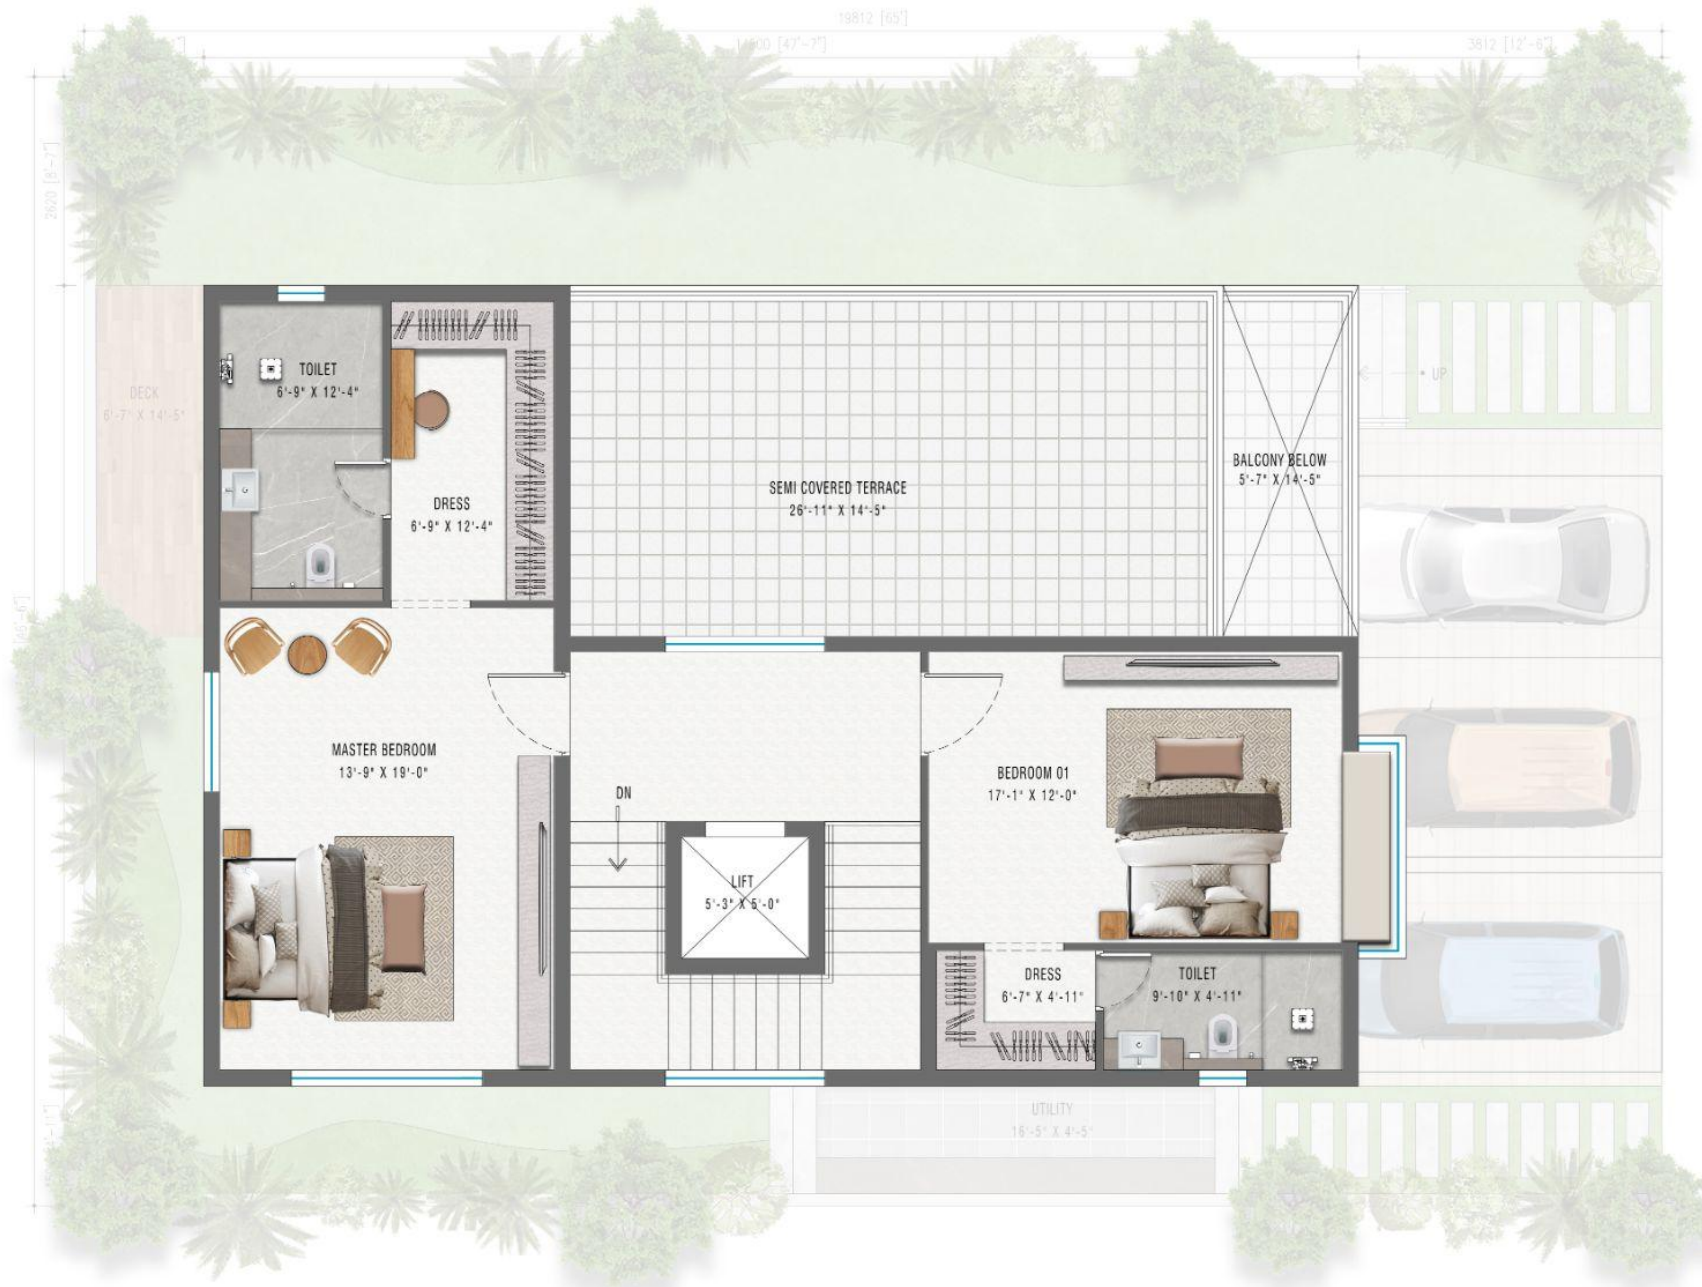 19812 [65']
[47'-7"]
3812 [12'-6"]
2620 [8'-7"]
TOILET
6'-9" X 12'-4"
DECK
6'-7" X 14'-5"
UP
DRESS
6'-9" X 12'-4"
SEMI COVERED TERRACE
26'-11" X 14'-5"
BALCONY BELOW
5'-7" X 14'-5"
MASTER BEDROOM
13'-9" X 19'-0"
DN
BEDROOM 01
17'-1" X 12'-0"
LIFT
5'-3" X 5'-0"
DRESS
6'-7" X 4'-11"
TOILET
9'-10" X 4'-11"
UTILITY
16'-5" X 4'-5"